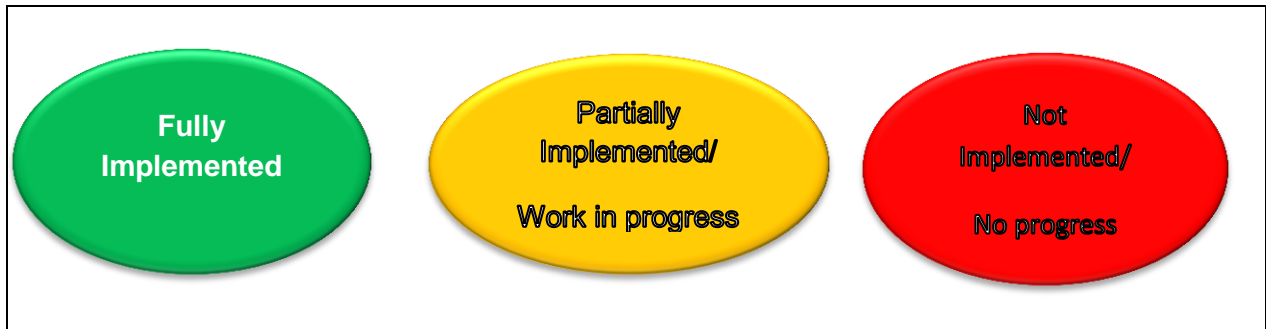 Fully
Implemented
Partially
Implemented/
Work in progress
Not
Implemented/
No progress